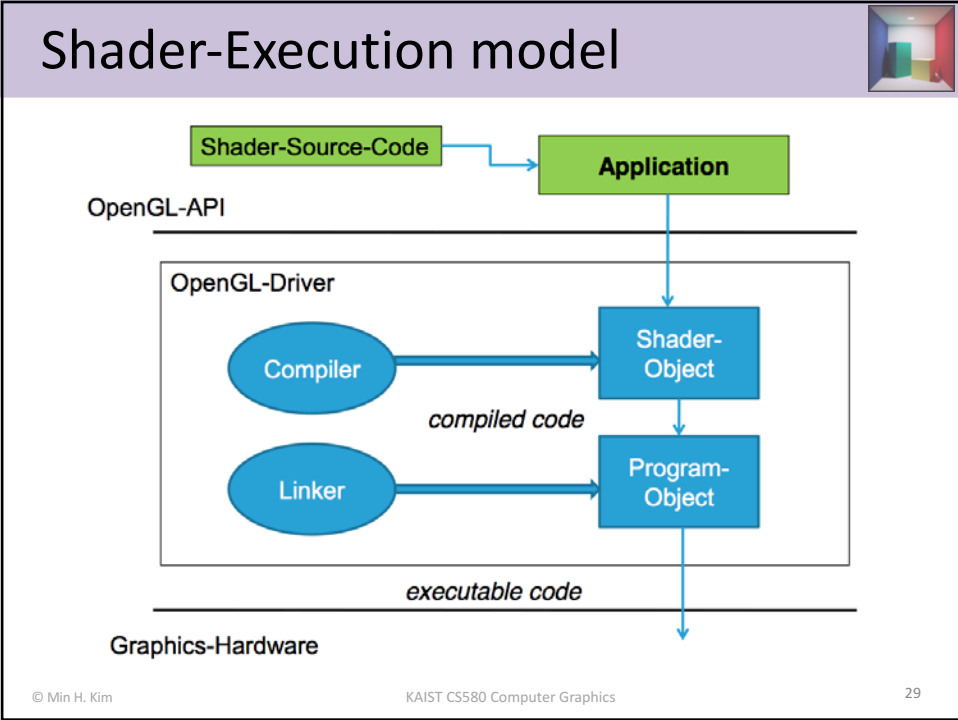 Shader-Execution model
Shader-Source-Code
Application
OpenGL-API
OpenGL-Driver
Compiler
Shader-
Object
compiled code
Linker
Program-
Object
executable code
Graphics-Hardware
© Min H. Kim
KAIST CS580 Computer Graphics
29